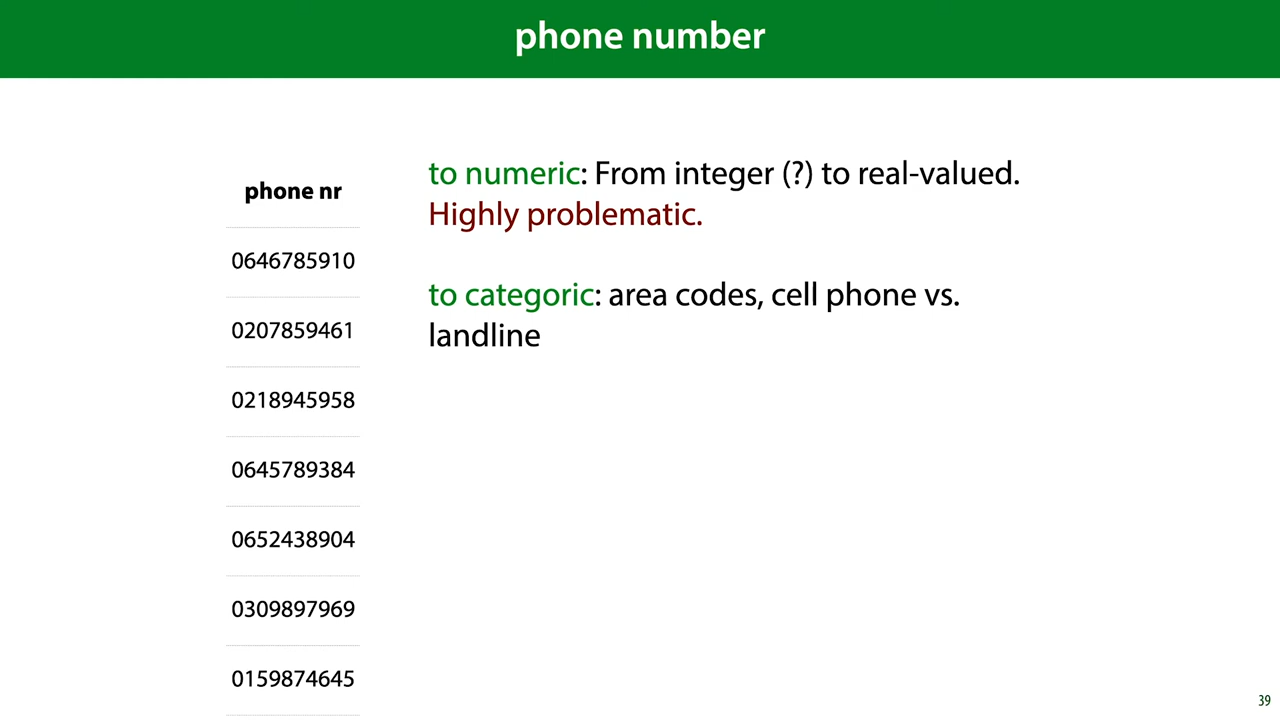 phone number
phone nr
0646785910
0207859461
0218945958
0645789384
0652438904
0309897969
0159874645
to numeric: From integer (?) to real-valued.
Highly problematic.
to categoric: area codes, cell phone vs.
landline
39